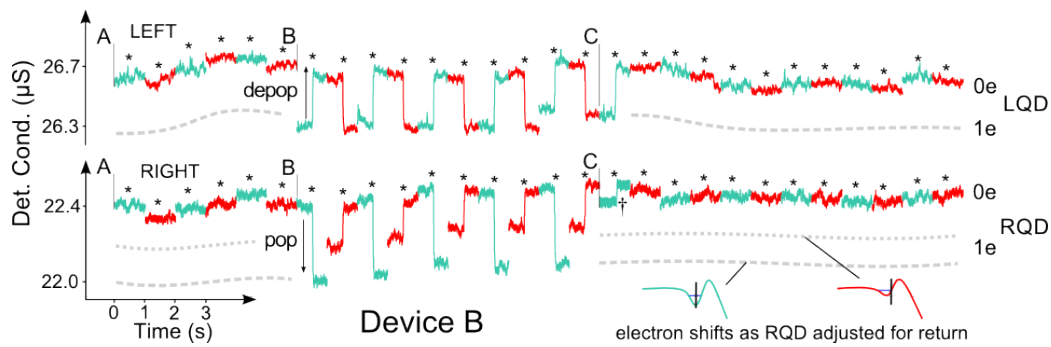 A LEFT B C
* * * * * * * * * * * * * * * * * * * * * * * * * * *
26.7
depop
0e
LQD
26.3
1e
Det. Cond. (µS)
A RIGHT B C
* * * * * * * * * * * * * * * * * * * * * * * * * * *
22.4
†
0e
pop
RQD
1e
22.0
0 1 2 3
Time (s)
Device B
electron shifts as RQD adjusted for return